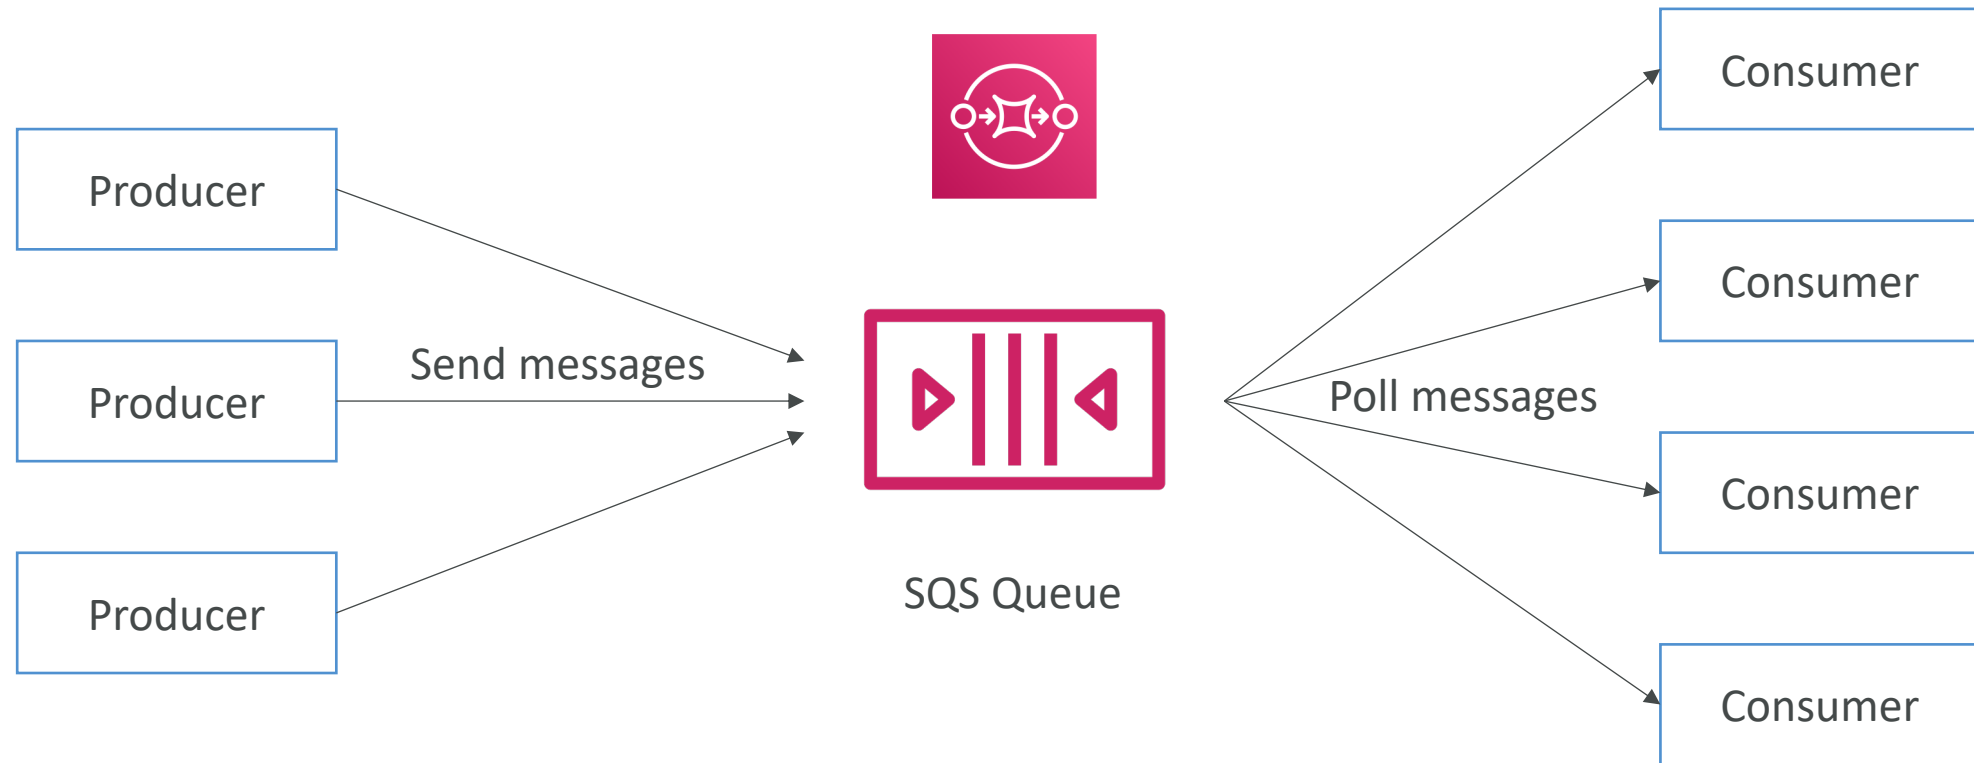 Producer
Producer
Producer
Send messages
SQS Queue
Poll messages
Consumer
Consumer
Consumer
Consumer